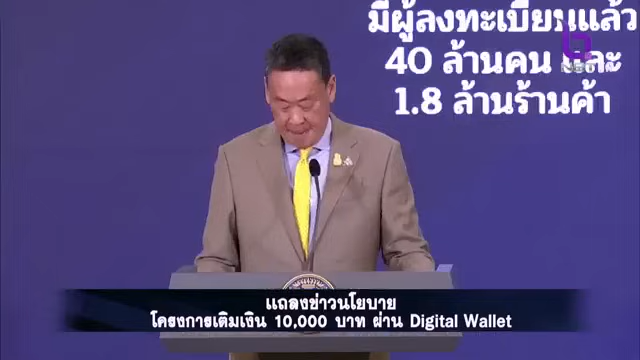 มีผู้ลงทะเบียนแล้ว
40 ล้านคน และ
1.8 ล้านร้านค้า
แถลงข่าวนโยบาย
โครงการเติมเงิน 10,000 บาท ผ่าน Digital Wallet